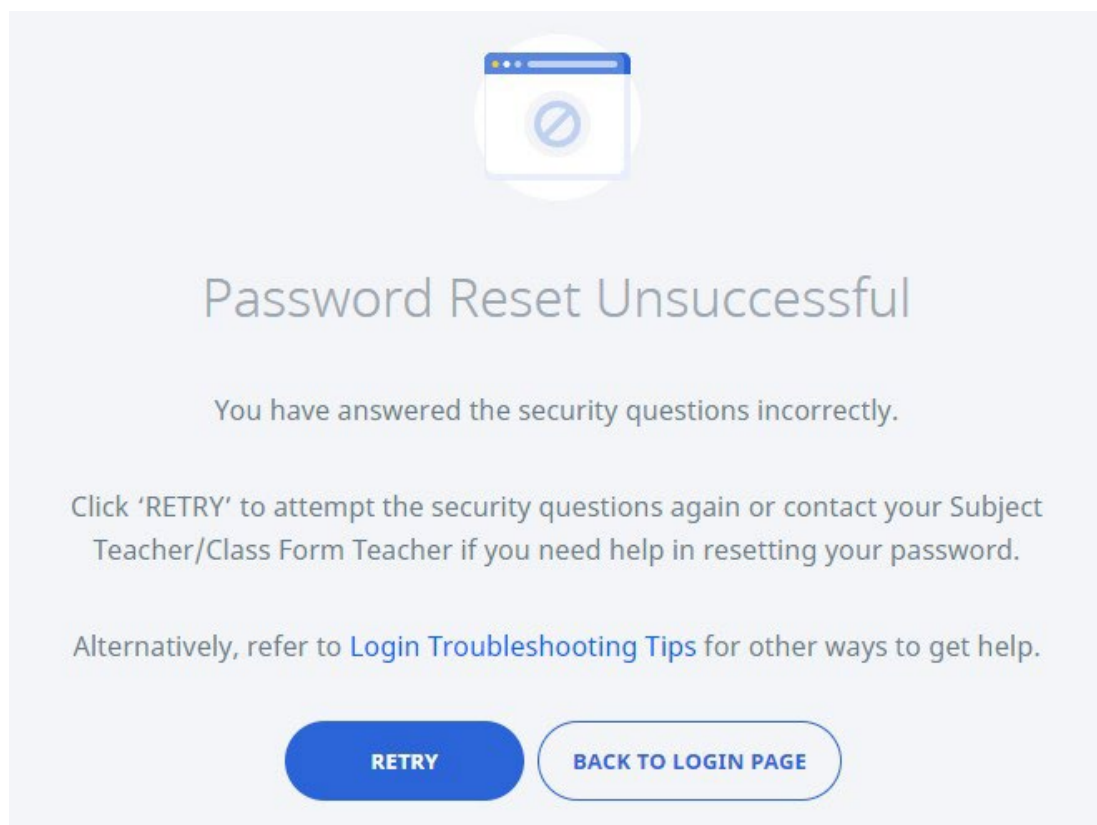 Password Reset Unsuccessful
You have answered the security questions incorrectly.
Click ‘RETRY’ to attempt the security questions again or contact your Subject
Teacher/Class Form Teacher if you need help in resetting your password.
Alternatively, refer to Login Troubleshooting Tips for other ways to get help.
RETRY
BACK TO LOGIN PAGE